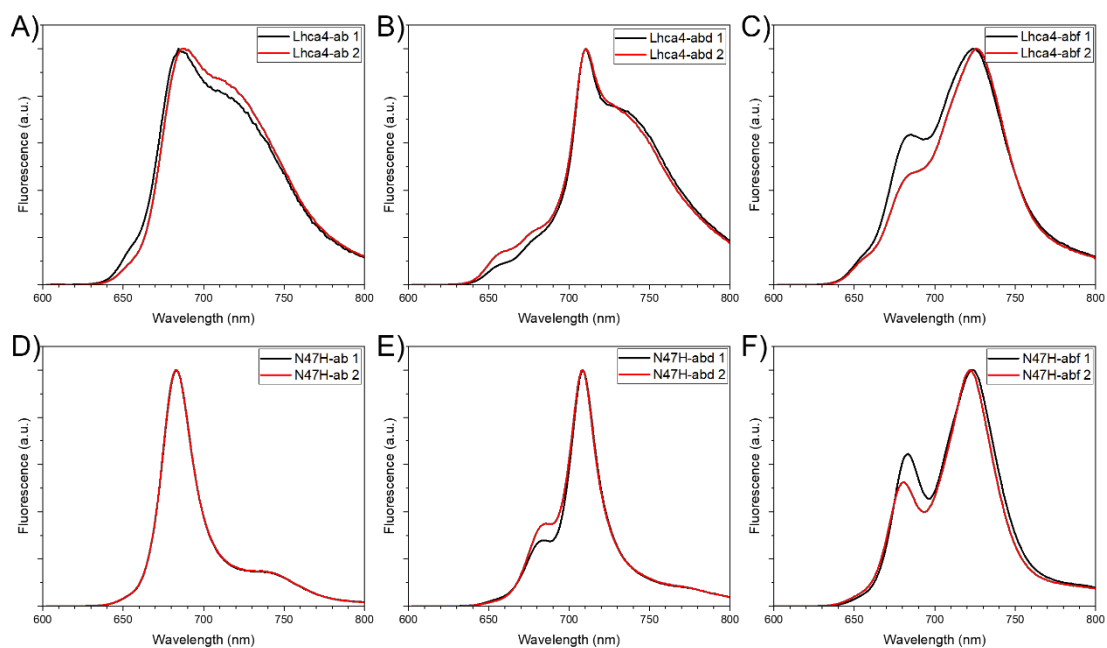 A)
Lhca4-ab 1
Lhca4-ab 2
Fluorescence (a.u.)
600 650 700 750 800
Wavelength (nm)
B)
Lhca4-abd 1
Lhca4-abd 2
Fluorescence (a.u.)
600 650 700 750 800
Wavelength (nm)
C)
Lhca4-abf 1
Lhca4-abf 2
Fluorescence (a.u.)
600 650 700 750 800
Wavelength (nm)
D)
N47H-ab 1
N47H-ab 2
Fluorescence (a.u.)
600 650 700 750 800
Wavelength (nm)
E)
N47H-abd 1
N47H-abd 2
Fluorescence (a.u.)
600 650 700 750 800
Wavelength (nm)
F)
N47H-abf 1
N47H-abf 2
Fluorescence (a.u.)
600 650 700 750 800
Wavelength (nm)